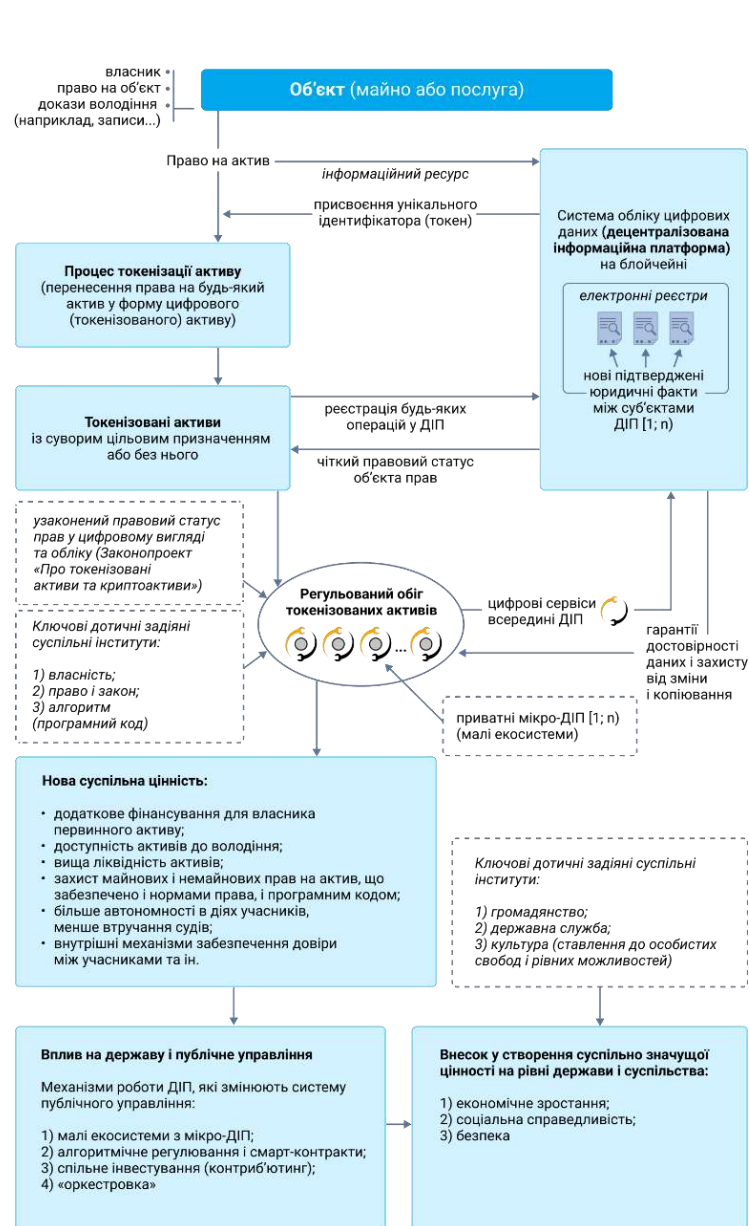 власник •
право на об'єкт •
докази володіння •
(наприклад, записи...)
Об'єкт (майно або послуга)
Право на актив
інформаційний ресурс
присвоєння унікального
ідентифікатора (токен)
Система обліку цифрових
даних (децентралізована
інформаційна платформа)
на блойчейні
електронні реєстри
нові підтверджені
юридичні факти
між суб'єктами
ДІП [1; n)
Процес токенізації активу
(перенесення права на будь-який
актив у форму цифрового
(токенізованого) активу)
Токенізовані активи
із суворим цільовим призначенням
або без нього
реєстрація будь-яких
операцій у ДІП
чіткий правовий статус
об'єкта прав
узаконений правовий статус
прав у цифровому вигляді
та обліку (Законопроект
«Про токенізовані
активи та криптоактиви»)
Ключові дотичні задіяні
суспільні інститути:
1) власність;
2) право і закон;
3) алгоритм
(програмний код)
Регульований обіг
токенізованих активів
...
цифрові сервіси
всередині ДІП
гарантії
достовірності
даних і захисту
від зміни
і копіювання
приватні мікро-ДІП [1; n)
(малі екосистеми)
Нова суспільна цінність:
• додаткове фінансування для власника
первинного активу;
• доступність активів до володіння;
• вища ліквідність активів;
• захист майнових і немайнових прав на актив, що
забезпечено і нормами права, і програмним кодом;
• більше автономності в діях учасників,
менше втручання судів;
• внутрішні механізми забезпечення довіри
між учасниками та ін.
Ключові дотичні задіяні суспільні
інститути:
1) громадянство;
2) державна служба;
3) культура (ставлення до особистих
свобод і рівних можливостей)
Вплив на державу і публічне управління
Механізми роботи ДІП, які змінюють систему
публічного управління:
1) малі екосистеми з мікро-ДІП;
2) алгоритмічне регулювання і смарт-контракти;
3) спільне інвестування (контриб'ютинг);
4) «оркестровка»
Внесок у створення суспільно значущої
цінності на рівні держави і суспільства:
1) економічне зростання;
2) соціальна справедливість;
3) безпека